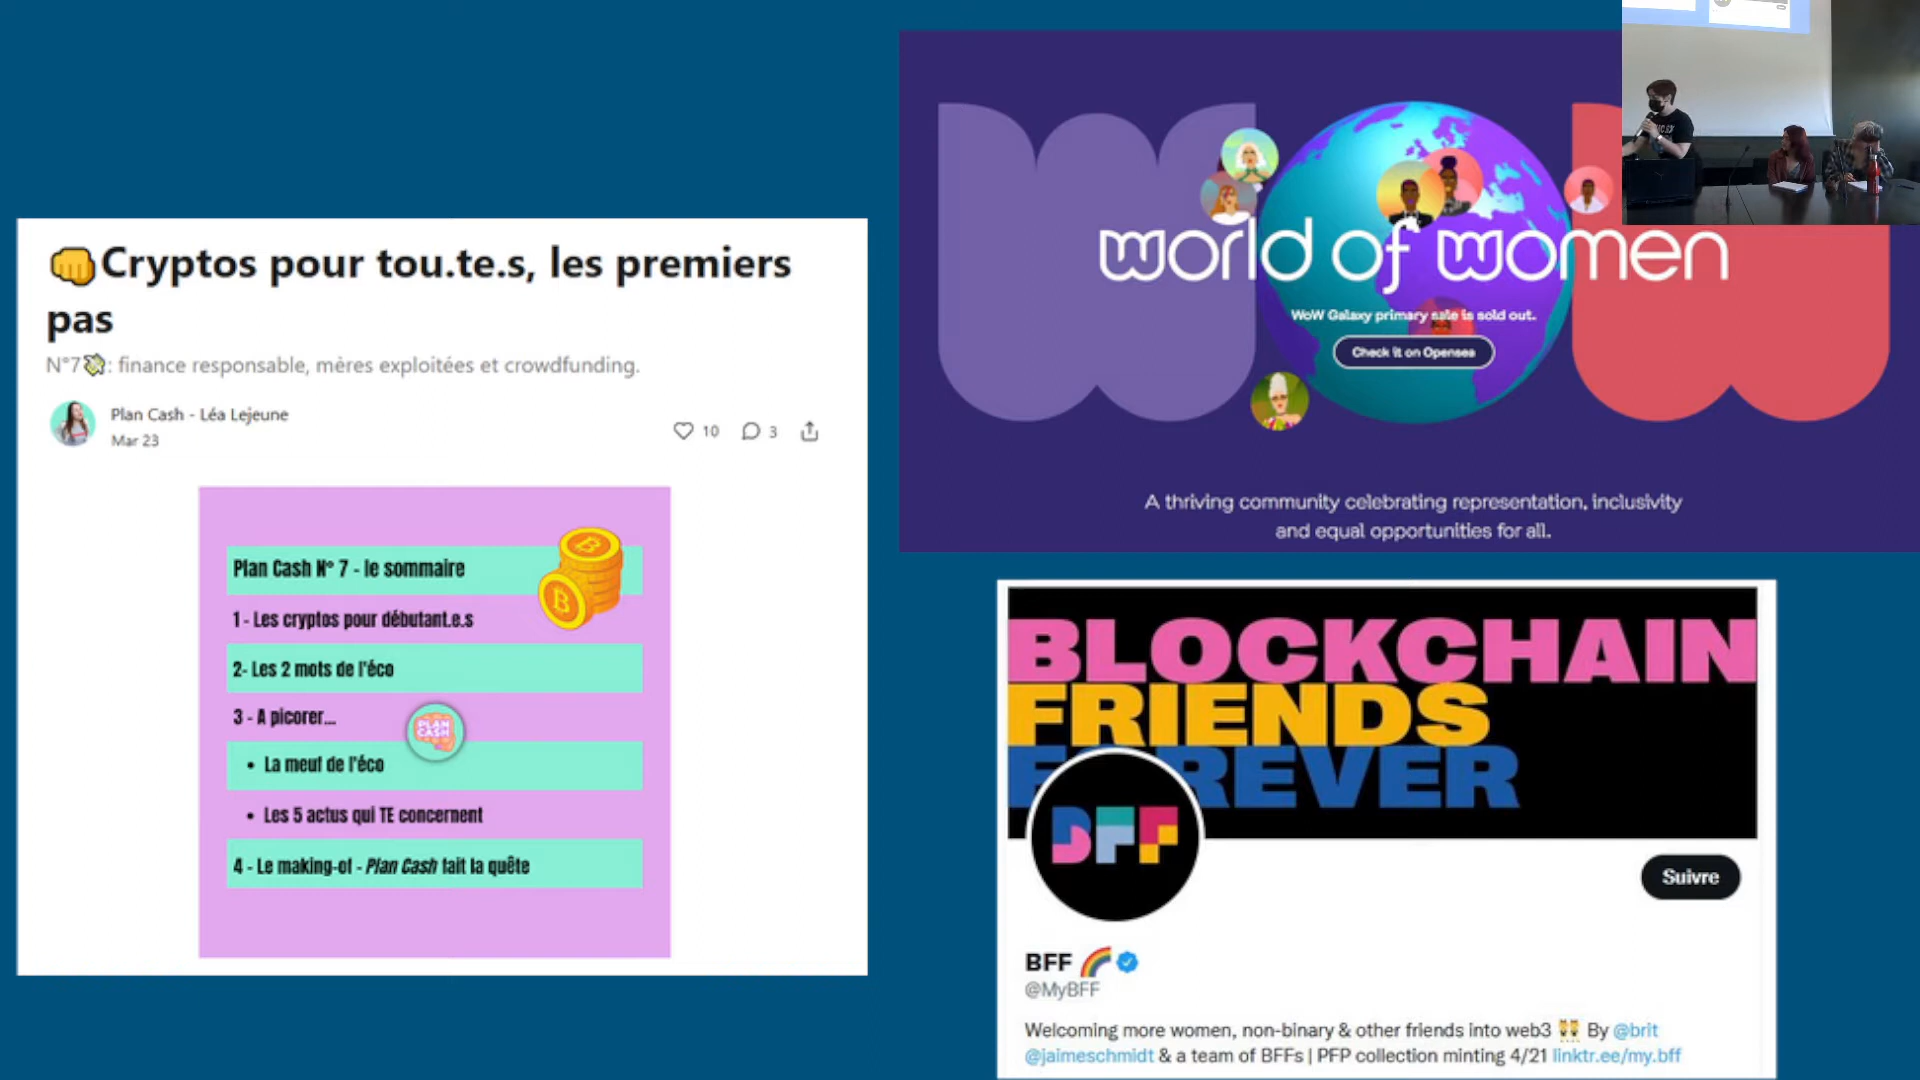 👊Cryptos pour tou.te.s, les premiers
pas
N°7💸: finance responsable, mères exploitées et crowdfunding.
Plan Cash - Léa Lejeune
Mar 23
10
3
Plan Cash N° 7 - le sommaire
1 - Les cryptos pour débutant.e.s
2- Les 2 mots de l'éco
3 - A picorer...
PLAN
CASH
• La meuf de l'éco
• Les 5 actus qui TE concernent
4 - Le making-of - Plan Cash fait la quête
world of women
WoW Galaxy primary sale is sold out.
Check it on Opensea
A thriving community celebrating representation, inclusivity
and equal opportunities for all.
BLOCKCHAIN
FRIENDS
FOREVER
BFF
Suivre
BFF 🌈
@MyBFF
Welcoming more women, non-binary & other friends into web3 👯 By @brit
@jaimeschmidt & a team of BFFs | PFP collection minting 4/21 linktr.ee/my.bff